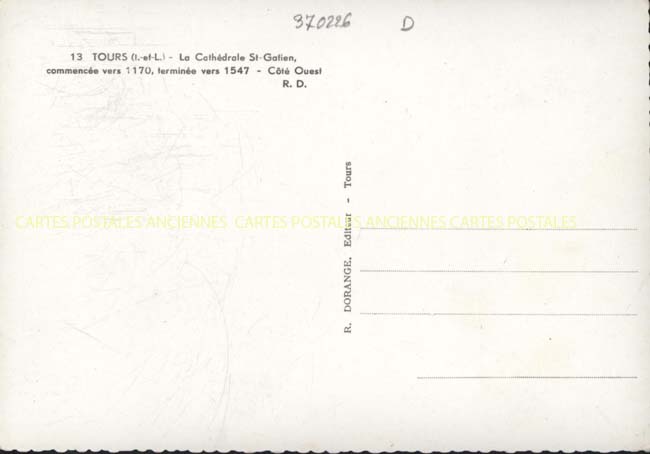 370226 D
13 TOURS (I.-et-L.) - La Cathédrale St-Gatien,
commencée vers 1170, terminée vers 1547 - Côté Ouest
R. D.
R. DORANGE, Editeur - Tours
CARTES POSTALES ANCIENNES CARTES POSTALES ANCIENNES CARTES POSTALES